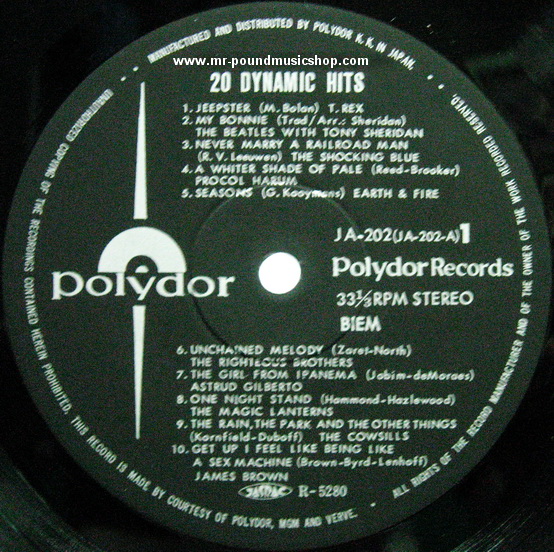 MANUFACTURED AND DISTRIBUTED BY POLYDOR K.K. IN JAPAN.
www.mr-poundmusicshop.com
20 DYNAMIC HITS
1. JEEPSTER (M. Bolan) T. REX
2. MY BONNIE (Trad/Arr.: Sheridan)
THE BEATLES WITH TONY SHERIDAN
3. NEVER MARRY A RAILROAD MAN
(R. V. Leeuwen) THE SHOCKING BLUE
4. A WHITER SHADE OF PALE (Reed-Brooker)
PROCOL HARUM
5. SEASONS (G. Kooymans) EARTH & FIRE
JA-202(JA-202-A) 1
polydor
Polydor Records
33⅓ RPM STEREO
BIEM
6. UNCHAINED MELODY (Zaret-North)
THE RIGHTEOUS BROTHERS
7. THE GIRL FROM IPANEMA (Jobim-deMoraes)
ASTRUD GILBERTO
8. ONE NIGHT STAND (Hammond-Hazlewood)
THE MAGIC LANTERNS
9. THE RAIN, THE PARK AND THE OTHER THINGS
(Kornfield-Duboff) THE COWSILLS
10. GET UP I FEEL LIKE BEING LIKE
A SEX MACHINE (Brown-Byrd-Lenhoff)
JAMES BROWN
JASRAC R-5280
ALL RIGHTS OF THE RECORD MANUFACTURER AND OF THE OWNER OF THE WORK RECORDED RESERVED.
UNAUTHORIZED COPYING OF THE RECORDINGS CONTAINED HEREIN PROHIBITED. THIS RECORD IS MADE BY COURTESY OF POLYDOR, MGM AND VERVE.